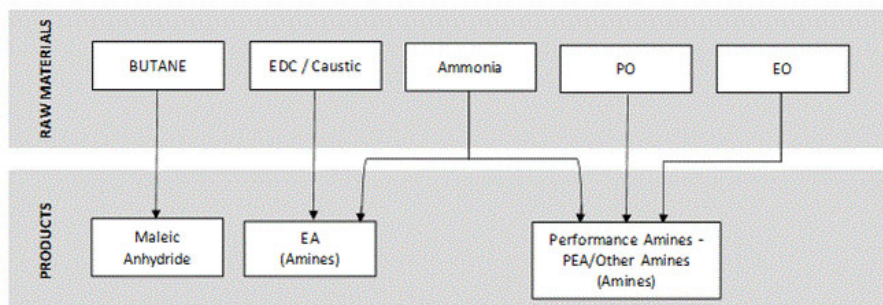 RAW MATERIALS
BUTANE
EDC / Caustic
Ammonia
PO
EO
PRODUCTS
Maleic
Anhydride
EA
(Amines)
Performance Amines -
PEA/Other Amines
(Amines)